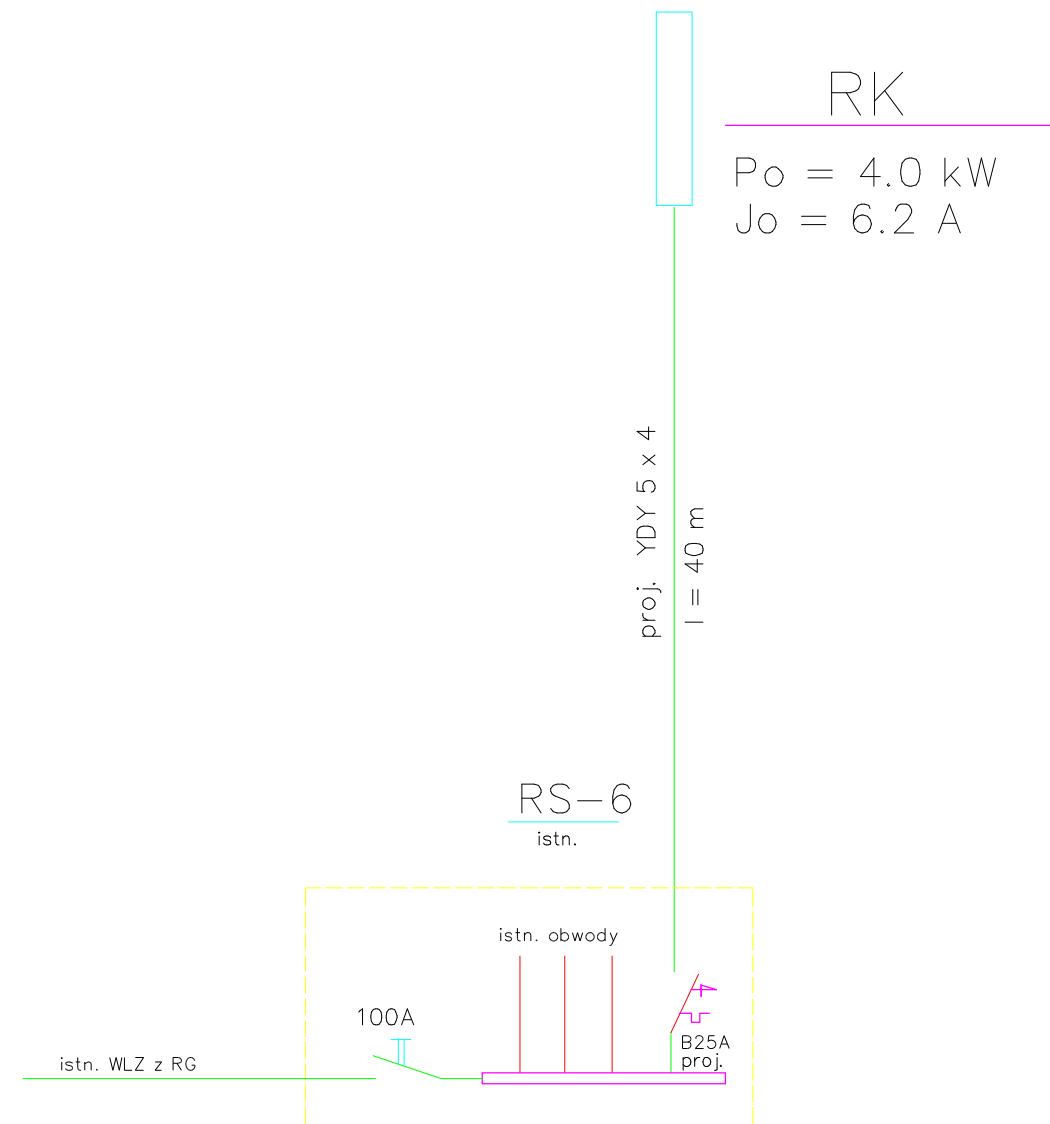 RK
Po = 4.0 kW
Jo = 6.2 A
proj. YDY 5 x 4
l = 40 m
RS-6
istn.
istn. obwody
100A
B25A
proj.
istn. WLZ z RG